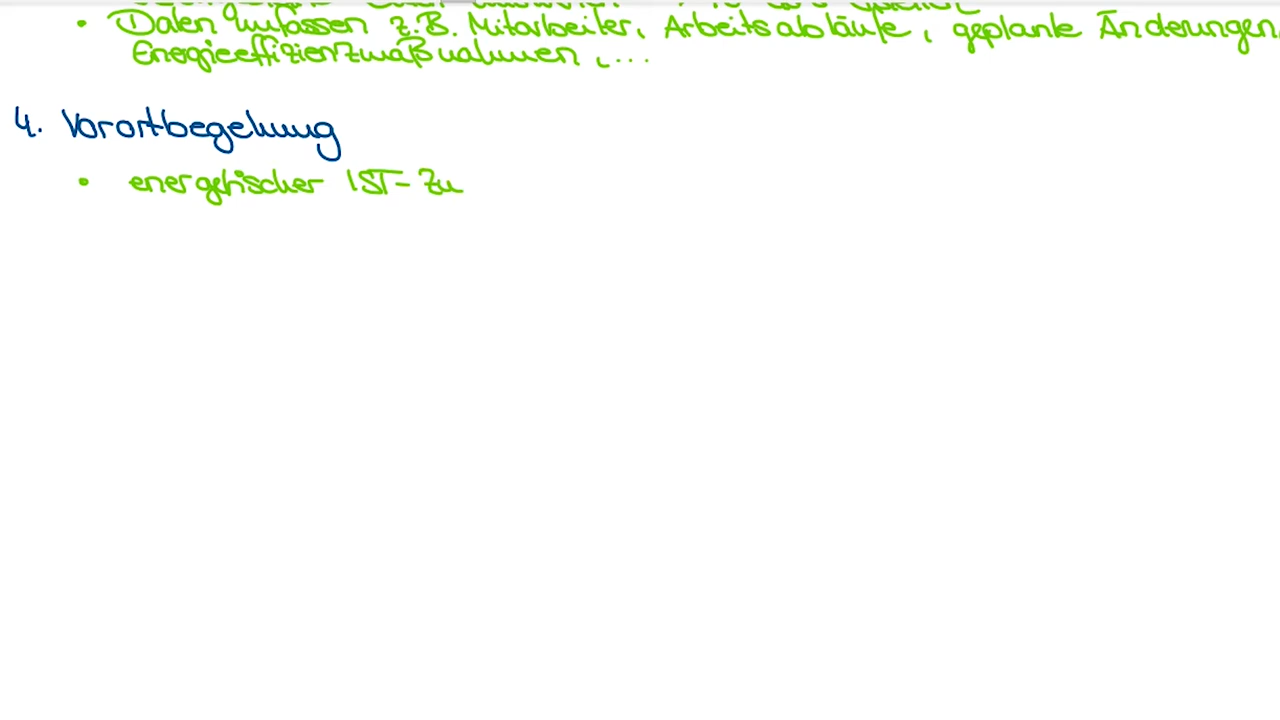 • Daten umfassen z.B. Mitarbeiter, Arbeitsabläufe, geplante Änderungen,
Energieeffizienzmaßnahmen, ...
4. Vorortbegehung
• energetischer IST-Zu